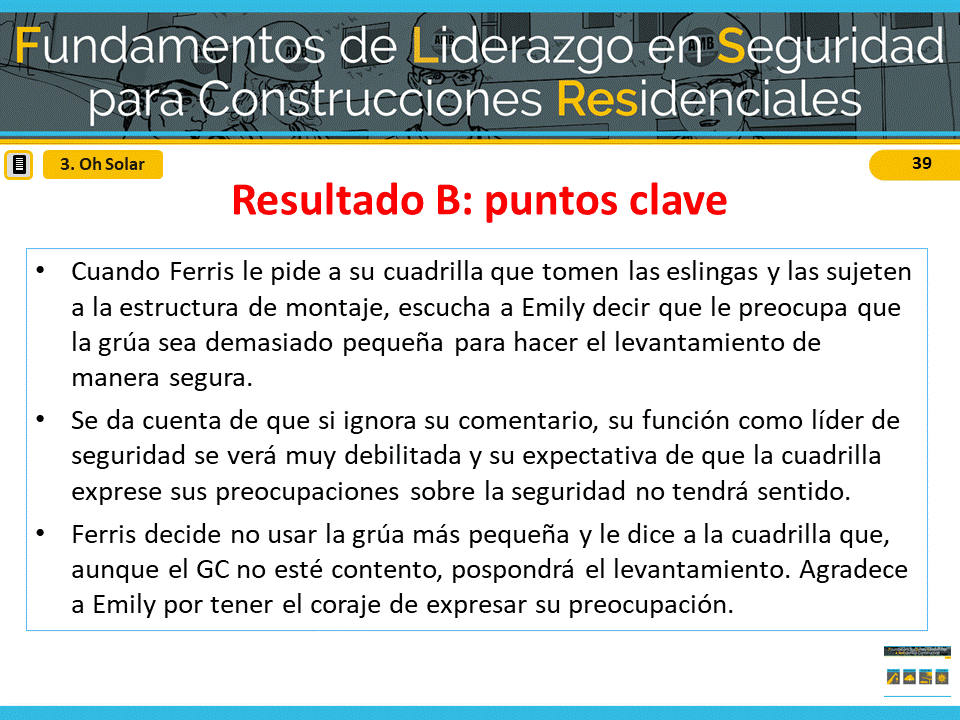 Fundamentos de Liderazgo en Seguridad
para Construcciones Residenciales
3. Oh Solar
39
Resultado B: puntos clave
• Cuando Ferris le pide a su cuadrilla que tomen las eslingas y las sujeten
a la estructura de montaje, escucha a Emily decir que le preocupa que
la grúa sea demasiado pequeña para hacer el levantamiento de
manera segura.
• Se da cuenta de que si ignora su comentario, su función como líder de
seguridad se verá muy debilitada y su expectativa de que la cuadrilla
exprese sus preocupaciones sobre la seguridad no tendrá sentido.
• Ferris decide no usar la grúa más pequeña y le dice a la cuadrilla que,
aunque el GC no esté contento, pospondrá el levantamiento. Agradece
a Emily por tener el coraje de expresar su preocupación.